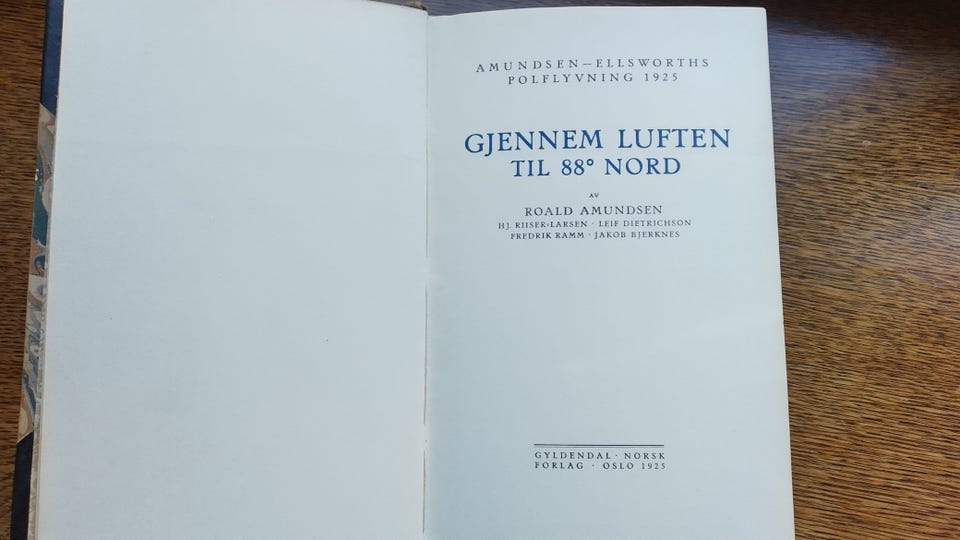 AMUNDSEN—ELLSWORTHS
POLFLYVNING 1925
GJENNEM LUFTEN
TIL 88° NORD
AV
ROALD AMUNDSEN
HJ. RIISER-LARSEN · LEIF DIETRICHSON
FREDRIK RAMM · JAKOB BJERKNES
GYLDENDAL · NORSK
FORLAG · OSLO 1925